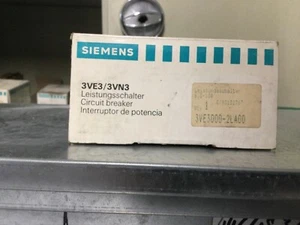 SIEMENS
3VE3/3VN3
Leistungsschalter
Circuit breaker
Interruptor de potencia
3VE3000-2LA00